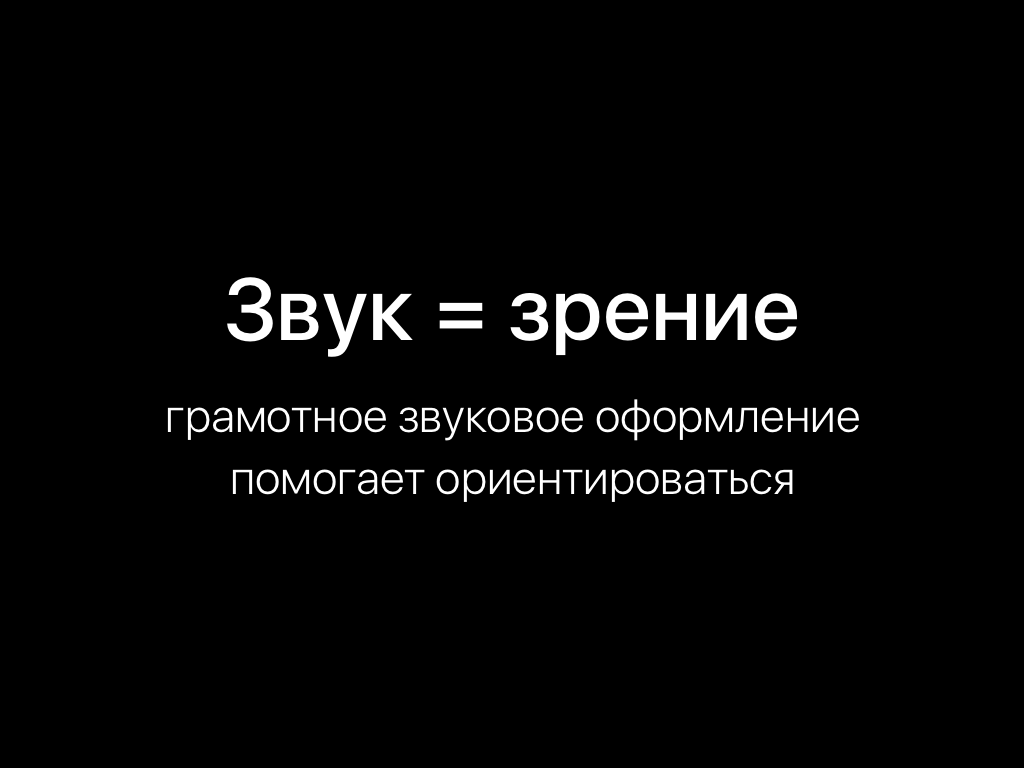 Звук = зрение
грамотное звуковое оформление
помогает ориентироваться